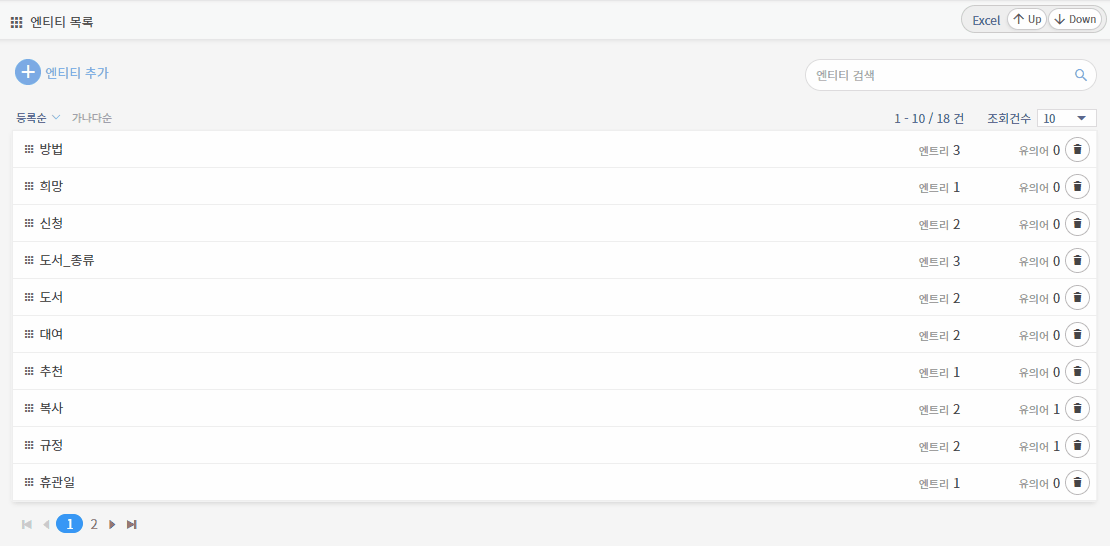 엔티티 목록 Excel Up Down
엔티티 추가 엔티티 검색
등록순 가나다순 1 - 10 / 18 건 조회건수 10
방법 엔트리 3 유의어 0
희망 엔트리 1 유의어 0
신청 엔트리 2 유의어 0
도서_종류 엔트리 3 유의어 0
도서 엔트리 2 유의어 0
대여 엔트리 2 유의어 0
추천 엔트리 1 유의어 0
복사 엔트리 2 유의어 1
규정 엔트리 2 유의어 1
휴관일 엔트리 1 유의어 0
1 2